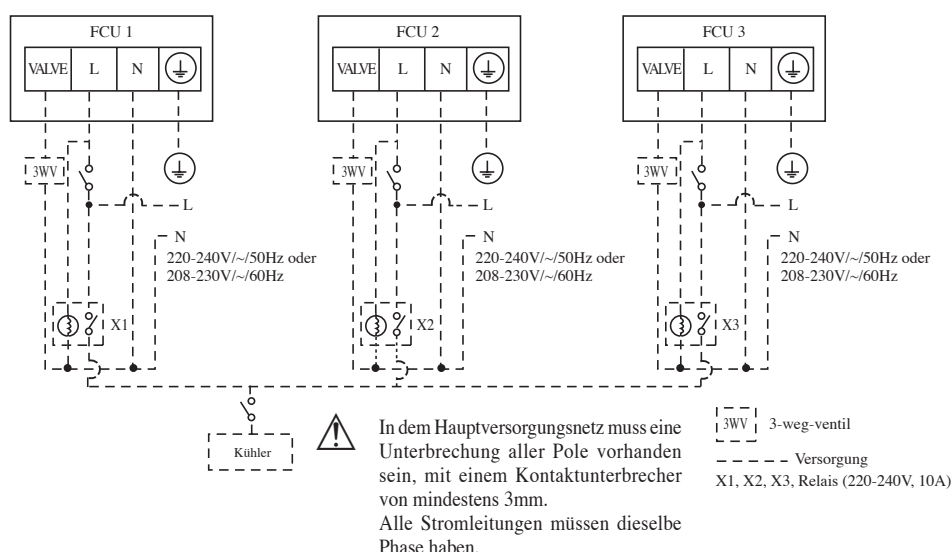 FCU 1
VALVE L N
3WV
L
N
220-240V/~/50Hz oder
208-230V/~/60Hz
X1
FCU 2
VALVE L N
3WV
L
N
220-240V/~/50Hz oder
208-230V/~/60Hz
X2
FCU 3
VALVE L N
3WV
L
N
220-240V/~/50Hz oder
208-230V/~/60Hz
X3
Kühler
In dem Hauptversorgungsnetz muss eine
Unterbrechung aller Pole vorhanden
sein, mit einem Kontaktunterbrecher
von mindestens 3mm.
Alle Stromleitungen müssen dieselbe
Phase haben.
3WV 3-weg-ventil
Versorgung
X1, X2, X3, Relais (220-240V, 10A)